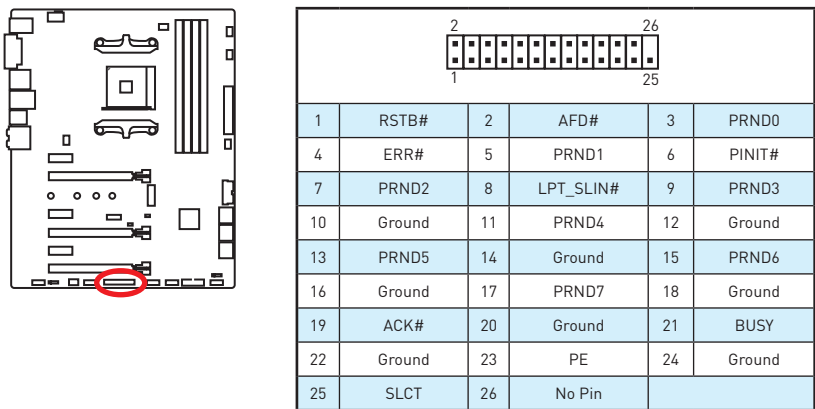 2 26
1 25
1 RSTB# 2 AFD# 3 PRND0
4 ERR# 5 PRND1 6 PINIT#
7 PRND2 8 LPT_SLIN# 9 PRND3
10 Ground 11 PRND4 12 Ground
13 PRND5 14 Ground 15 PRND6
16 Ground 17 PRND7 18 Ground
19 ACK# 20 Ground 21 BUSY
22 Ground 23 PE 24 Ground
25 SLCT 26 No Pin